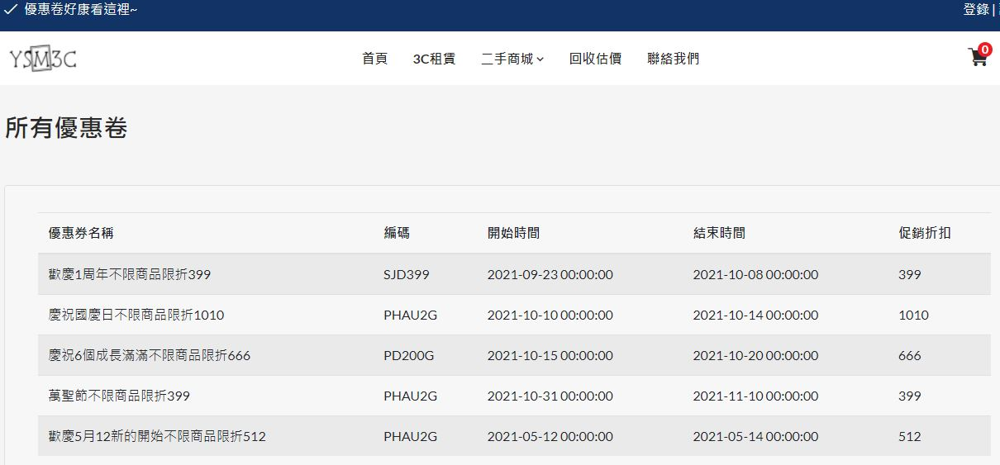 優惠卷好康看這裡~ 登錄 |
YSM3C 首頁 3C租賃 二手商城 回收估價 聯絡我們 0
所有優惠卷
優惠券名稱 編碼 開始時間 結束時間 促銷折扣
歡慶1周年不限商品限折399 SJD399 2021-09-23 00:00:00 2021-10-08 00:00:00 399
慶祝國慶日不限商品限折1010 PHAU2G 2021-10-10 00:00:00 2021-10-14 00:00:00 1010
慶祝6個成長滿滿不限商品限折666 PD200G 2021-10-15 00:00:00 2021-10-20 00:00:00 666
萬聖節不限商品限折399 PHAU2G 2021-10-31 00:00:00 2021-11-10 00:00:00 399
歡慶5月12新的開始不限商品限折512 PHAU2G 2021-05-12 00:00:00 2021-05-14 00:00:00 512